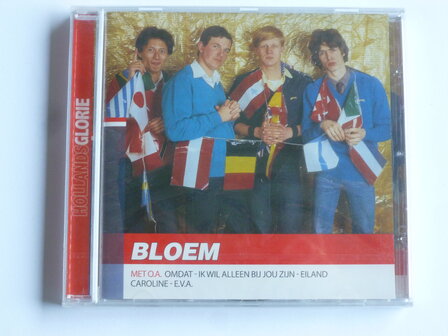 HOLLANDS GLORIE
BLOEM
MET O.A. OMDAT - IK WIL ALLEEN BIJ JOU ZIJN - EILAND
CAROLINE - E.V.A.